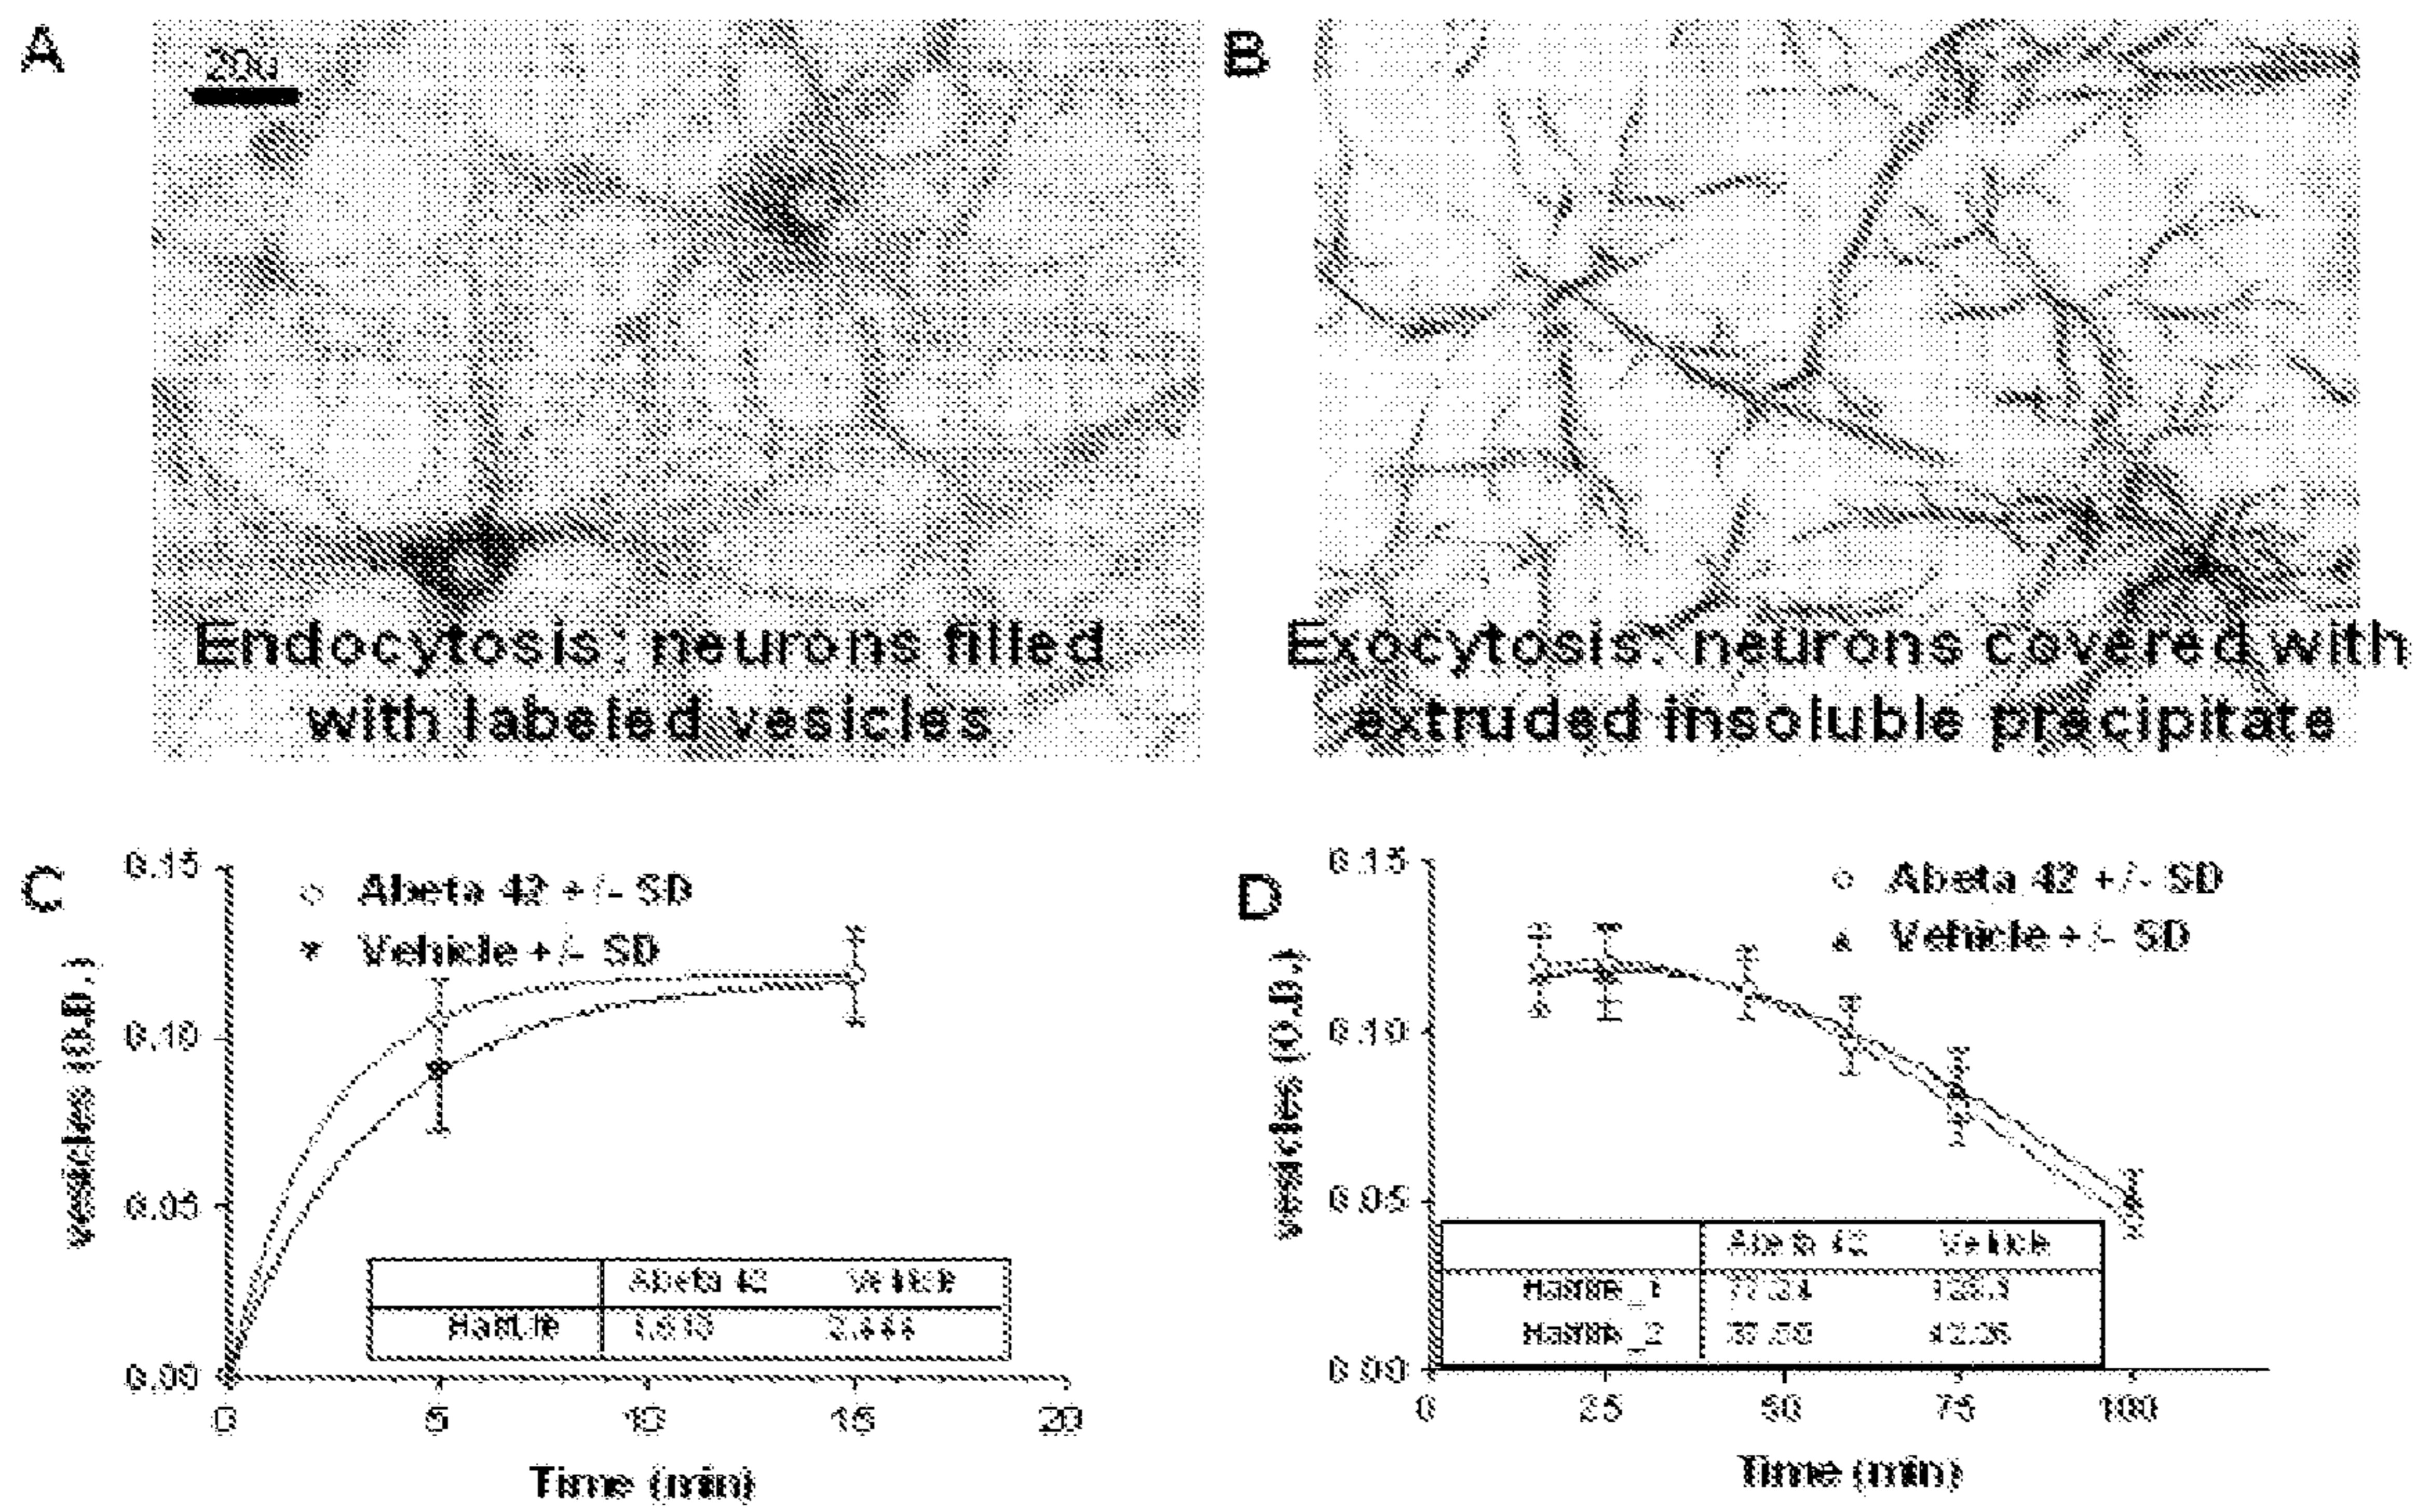 A
20u
B
Endocytosis: neurons filled
with labeled vesicles
Exocytosis: neurons covered with
extruded insoluble precipitate
C
0.15
0.10
0.05
0.00
vesicles (O.D.)
Abeta 42 +/- SD
Vehicle +/- SD
Abeta 42 Vehicle
Halflife
0 5 10 15 20
Time (min)
D
0.15
0.10
0.05
0.00
vesicles (O.D.)
Abeta 42 +/- SD
Vehicle +/- SD
Abeta 42 Vehicle
0 25 50 75 100
Time (min)